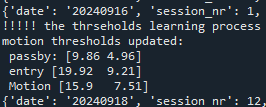 {'date': '20240916', 'session_nr': 1,
!!!!! the thrseholds learning process
motion thresholds updated:
passby: [9.86 4.96]
entry [19.92 9.21]
Motion [15.9 7.51]
{'date': '20240918', 'session_nr': 12,